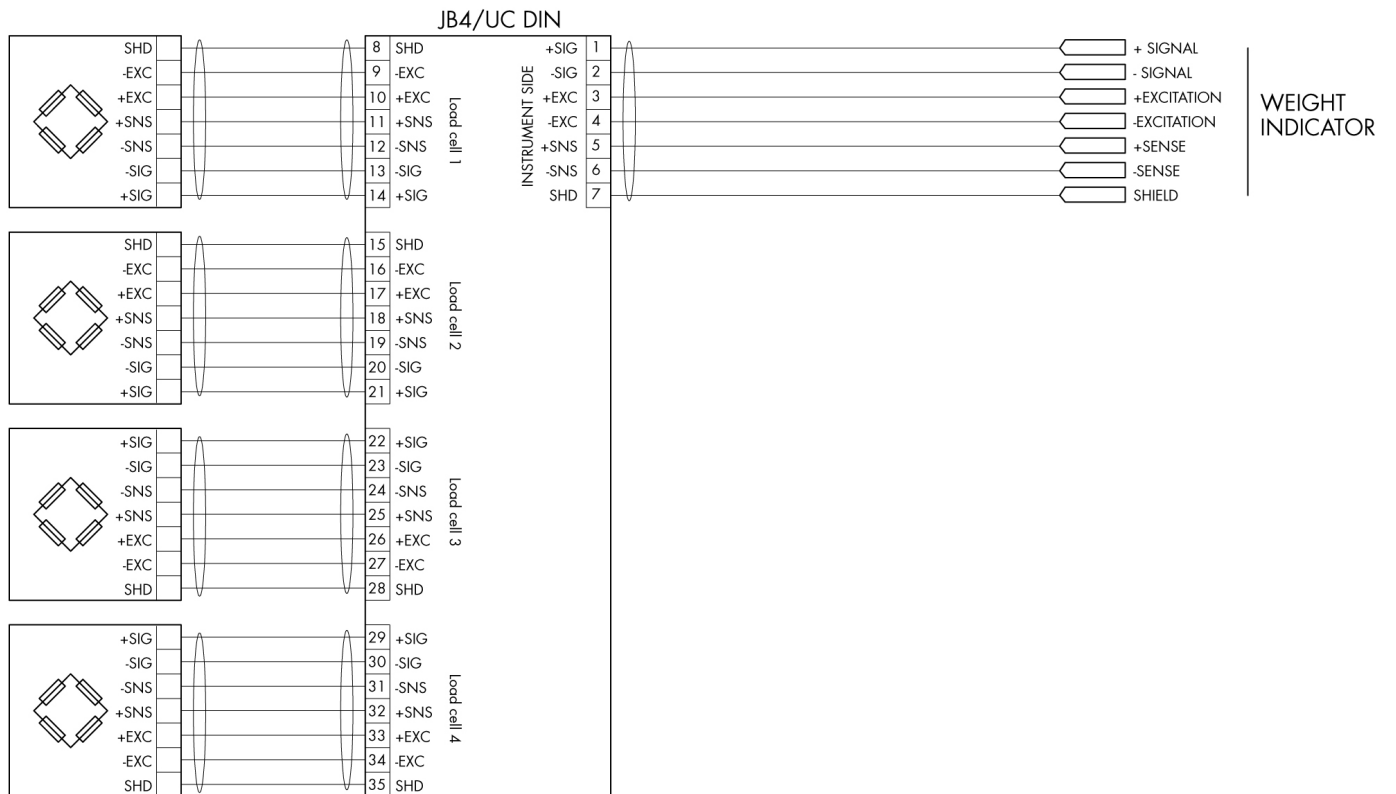 JB4/UC DIN
SHD 8 SHD
-EXC 9 -EXC
+EXC 10 +EXC
+SNS 11 +SNS
-SNS 12 -SNS
-SIG 13 -SIG
+SIG 14 +SIG
Load cell 1
INSTRUMENT SIDE
+SIG 1 + SIGNAL
-SIG 2 - SIGNAL
+EXC 3 +EXCITATION
-EXC 4 -EXCITATION
+SNS 5 +SENSE
-SNS 6 -SENSE
SHD 7 SHIELD
WEIGHT
INDICATOR
SHD 15 SHD
-EXC 16 -EXC
+EXC 17 +EXC
+SNS 18 +SNS
-SNS 19 -SNS
-SIG 20 -SIG
+SIG 21 +SIG
Load cell 2
+SIG 22 +SIG
-SIG 23 -SIG
-SNS 24 -SNS
+SNS 25 +SNS
+EXC 26 +EXC
-EXC 27 -EXC
SHD 28 SHD
Load cell 3
+SIG 29 +SIG
-SIG 30 -SIG
-SNS 31 -SNS
+SNS 32 +SNS
+EXC 33 +EXC
-EXC 34 -EXC
SHD 35 SHD
Load cell 4